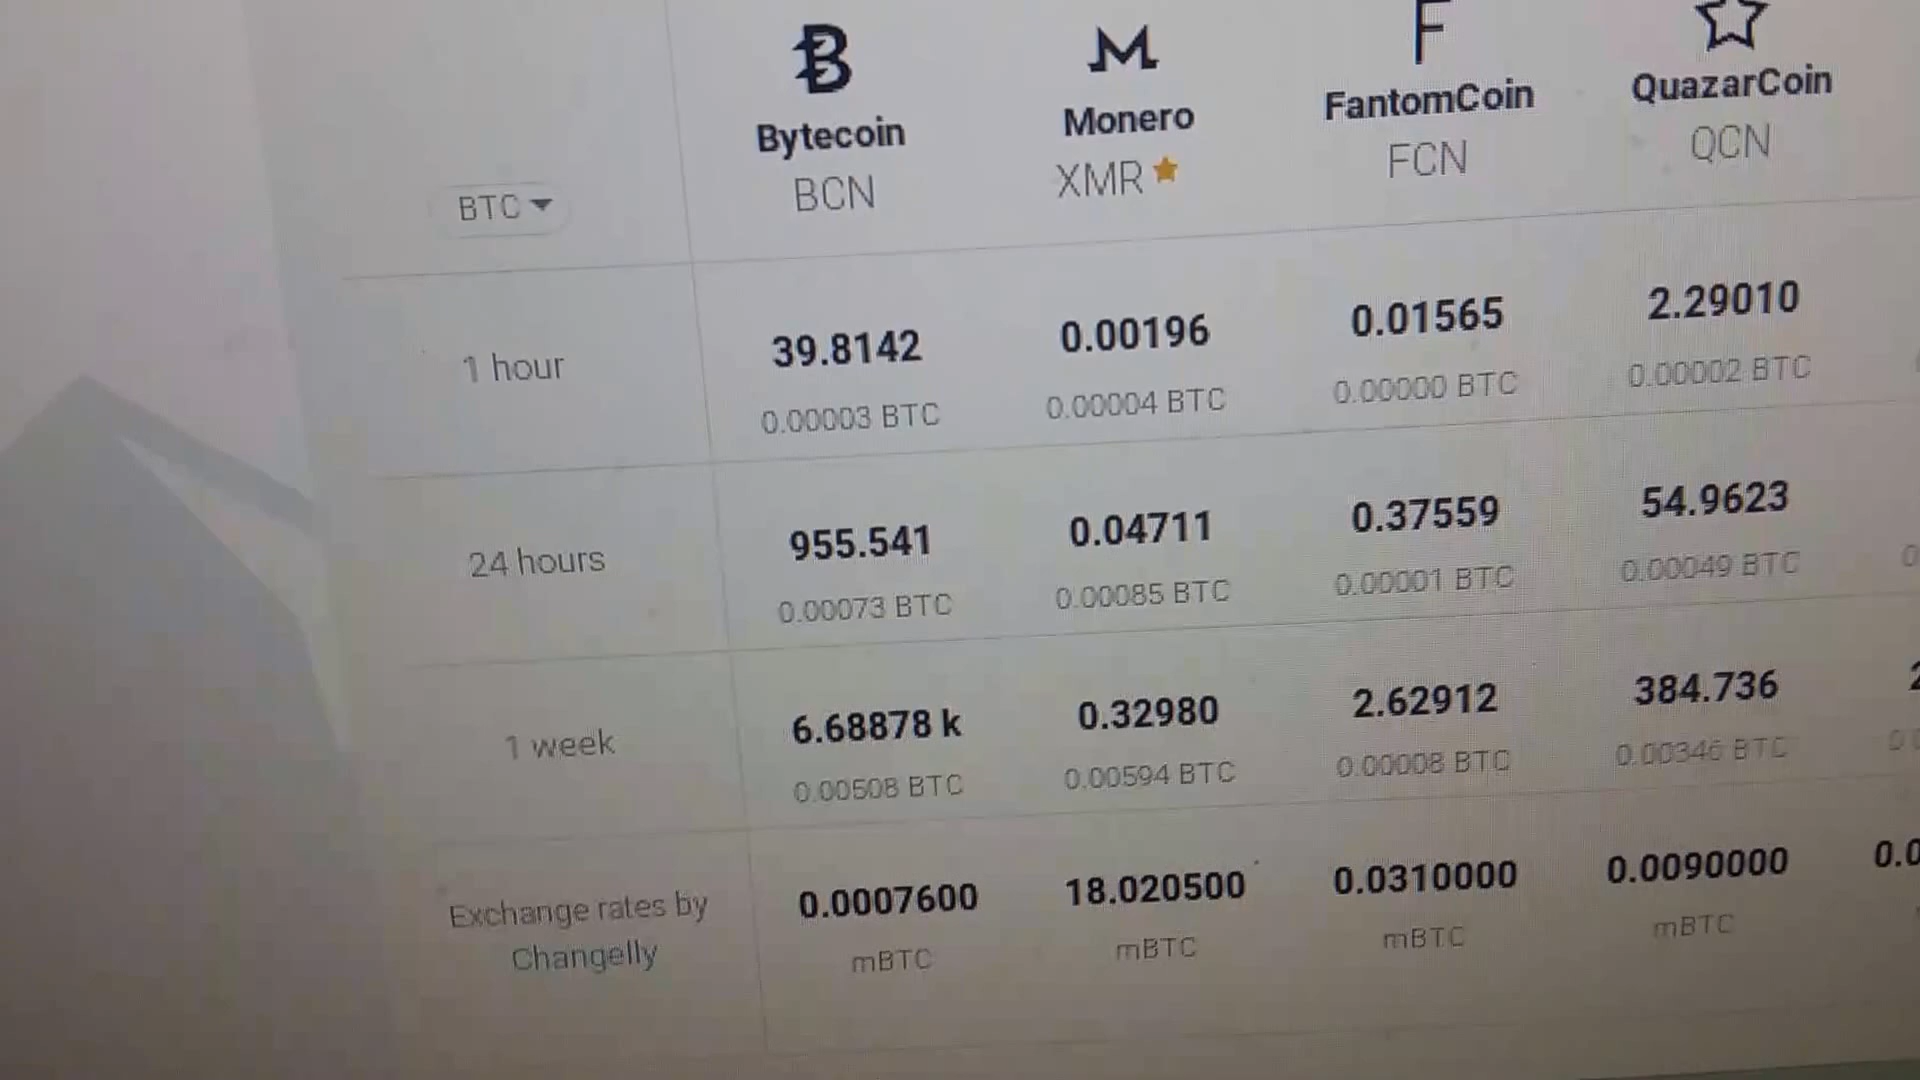 Bytecoin Monero FantomCoin QuazarCoin
BTC BCN XMR FCN QCN
1 hour 39.8142 0.00196 0.01565 2.29010
0.00003 BTC 0.00004 BTC 0.00000 BTC 0.00002 BTC
24 hours 955.541 0.04711 0.37559 54.9623
0.00073 BTC 0.00085 BTC 0.00001 BTC 0.00049 BTC
1 week 6.68878 k 0.32980 2.62912 384.736
0.00508 BTC 0.00594 BTC 0.00008 BTC 0.00346 BTC
Exchange rates by 0.0007600 18.020500 0.0310000 0.0090000
Changelly mBTC mBTC mBTC mBTC